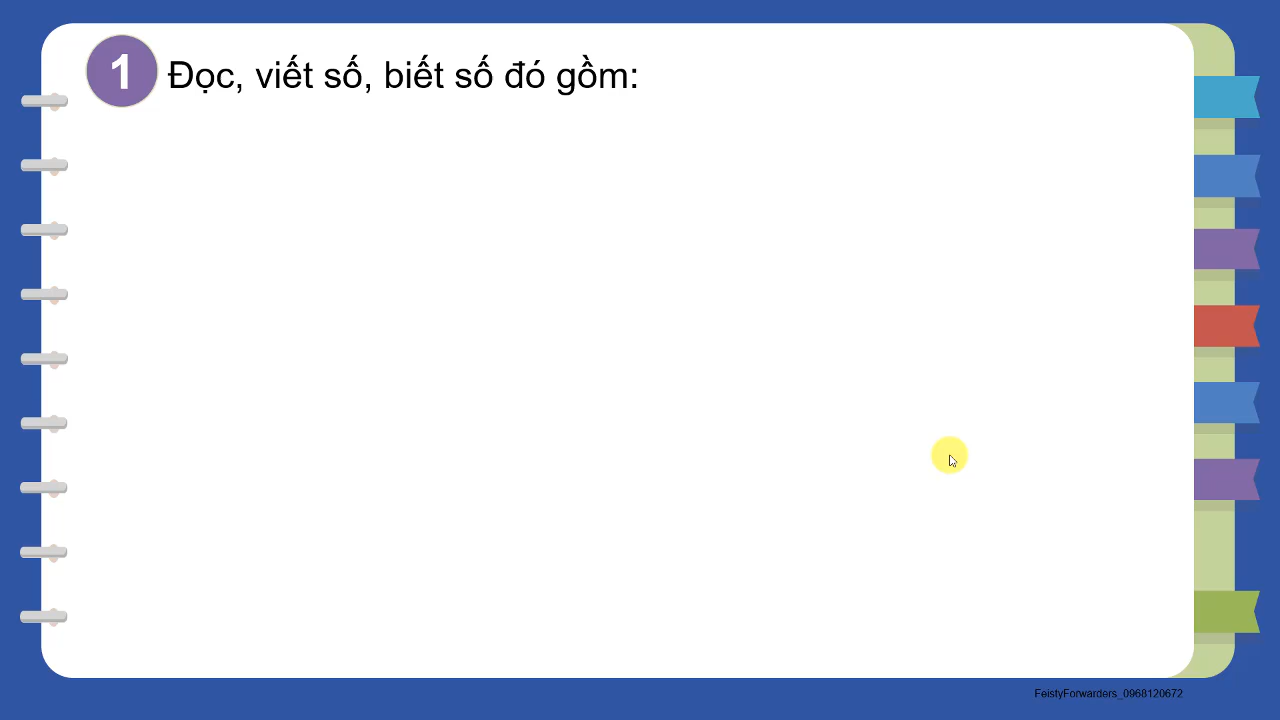 1 Đọc, viết số, biết số đó gồm:
FeistyForwarders_0968120672